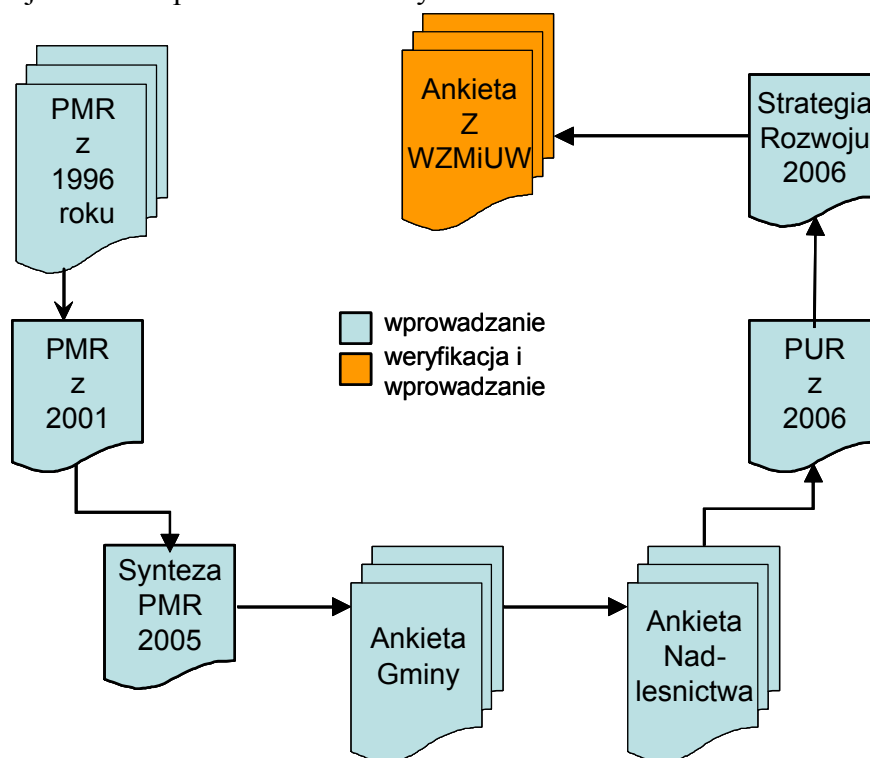 PMR
z
1996
roku
Ankieta
Z
WZMiUW
Strategia
Rozwoju
2006
wprowadzanie
weryfikacja i
wprowadzanie
PMR
z
2001
PUR
z
2006
Synteza
PMR
2005
Ankieta
Gminy
Ankieta
Nad-
lesnictwa